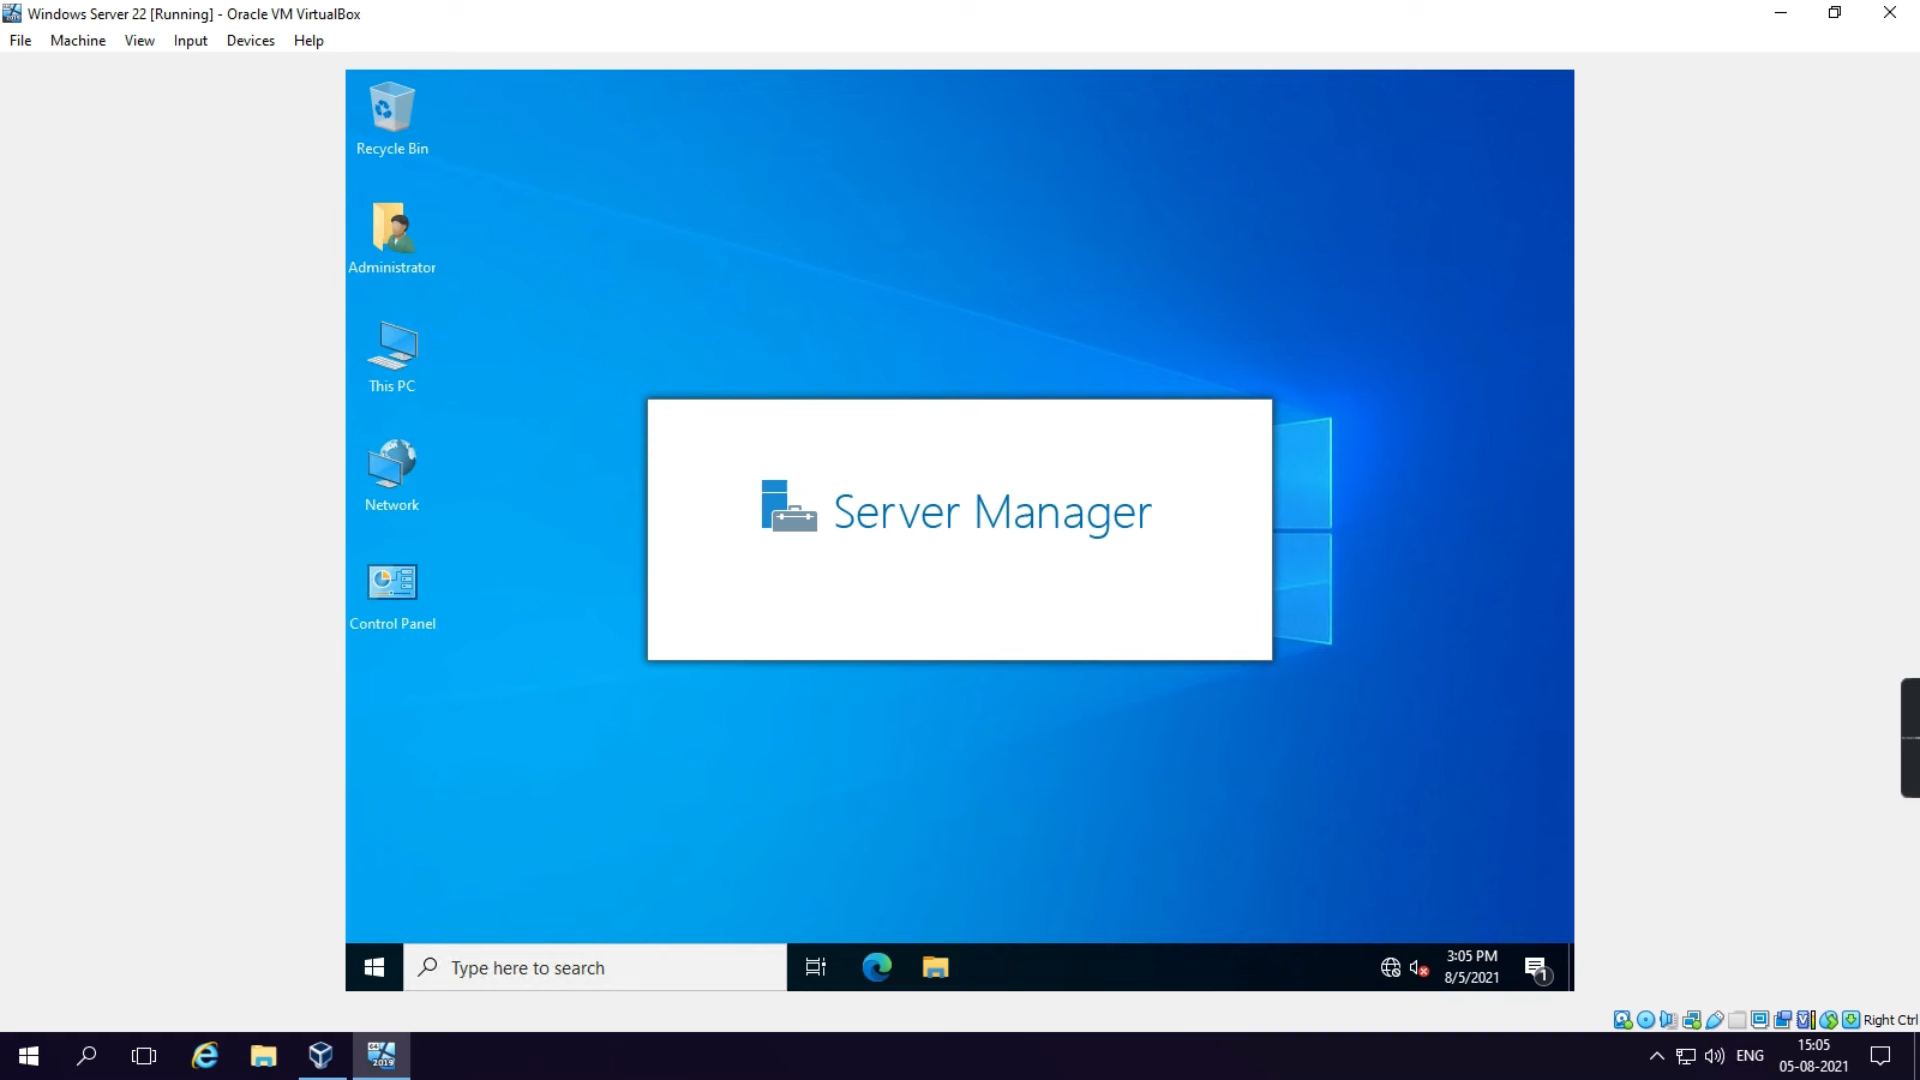 Windows Server 22 [Running] - Oracle VM VirtualBox
File Machine View Input Devices Help
Recycle Bin
Administrator
This PC
Network
Control Panel
Server Manager
Type here to search
3:05 PM
8/5/2021
1
Right Ctrl
ENG
15:05
05-08-2021